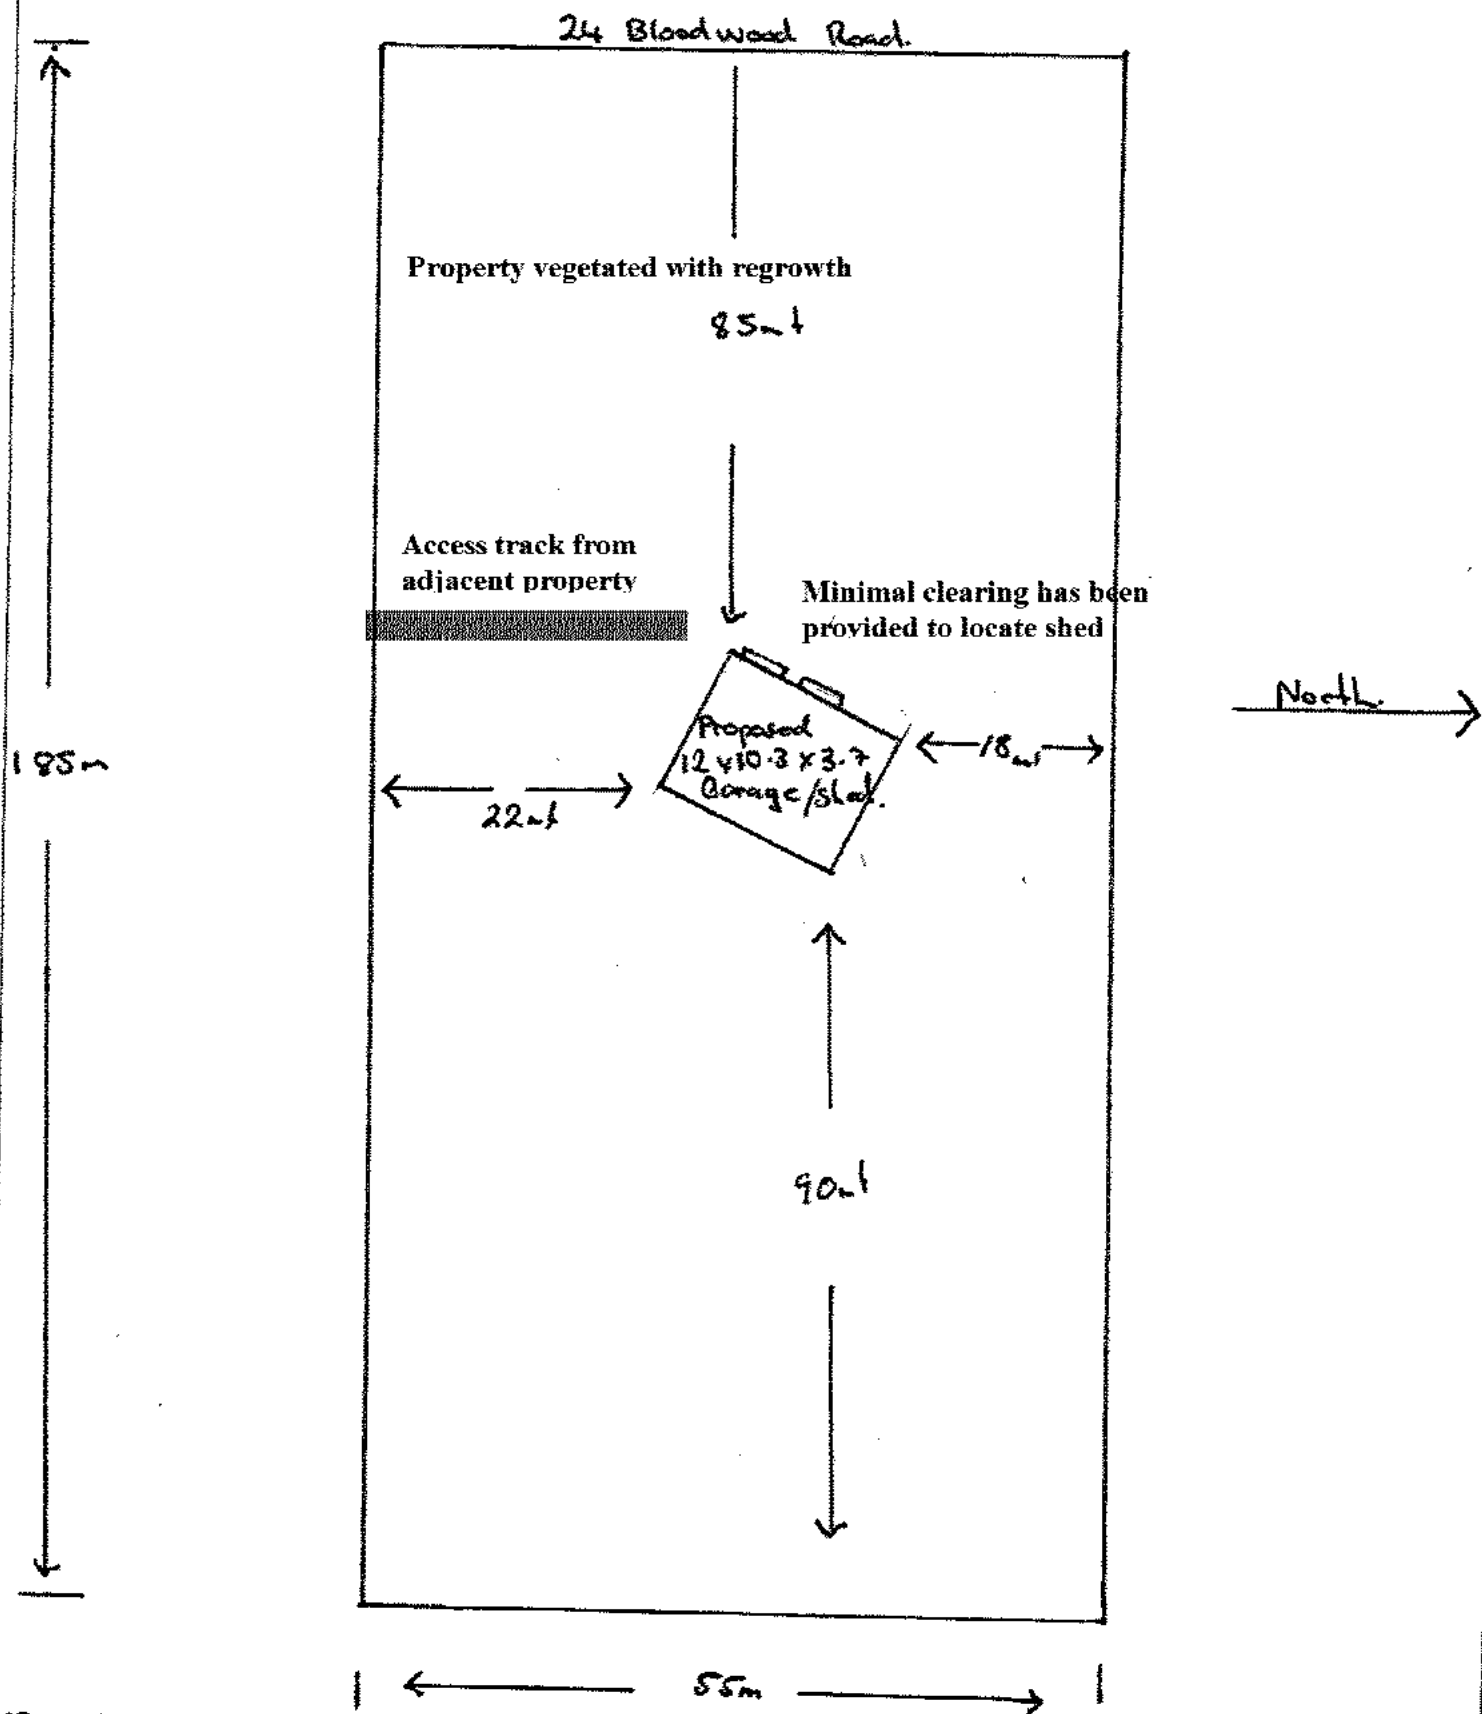 24 Bloodwood Road.
Property vegetated with regrowth
85mt
Access track from
adjacent property
Minimal clearing has been
provided to locate shed
North.
Proposed
12 x10.3 x 3.7
Garage/shed.
18mt
185m
22mt
90mt
55m